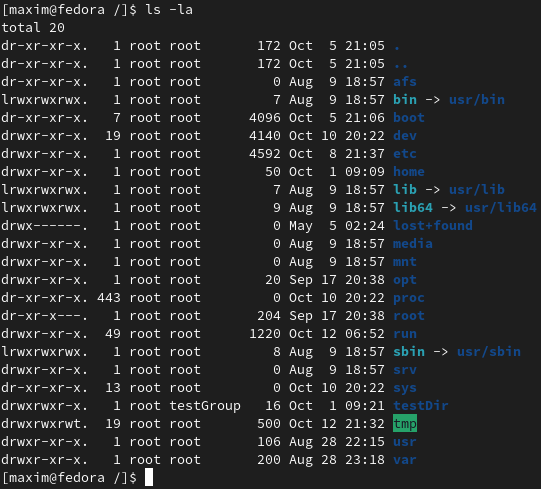 [maxim@fedora /]$ ls -la
total 20
dr-xr-xr-x.   1 root root       172 Oct  5 21:05 .
dr-xr-xr-x.   1 root root       172 Oct  5 21:05 ..
dr-xr-xr-x.   1 root root         0 Aug  9 18:57 afs
lrwxrwxrwx.   1 root root         7 Aug  9 18:57 bin -> usr/bin
dr-xr-xr-x.   7 root root      4096 Oct  5 21:06 boot
drwxr-xr-x.  19 root root      4140 Oct 10 20:22 dev
drwxr-xr-x.   1 root root      4592 Oct  8 21:37 etc
drwxr-xr-x.   1 root root        50 Oct  1 09:09 home
lrwxrwxrwx.   1 root root         7 Aug  9 18:57 lib -> usr/lib
lrwxrwxrwx.   1 root root         9 Aug  9 18:57 lib64 -> usr/lib64
drwx------.   1 root root         0 May  5 02:24 lost+found
drwxr-xr-x.   1 root root         0 Aug  9 18:57 media
drwxr-xr-x.   1 root root         0 Aug  9 18:57 mnt
drwxr-xr-x.   1 root root        20 Sep 17 20:38 opt
dr-xr-xr-x. 443 root root         0 Oct 10 20:22 proc
dr-xr-x---.   1 root root       204 Sep 17 20:38 root
drwxr-xr-x.  49 root root      1220 Oct 12 06:52 run
lrwxrwxrwx.   1 root root         8 Aug  9 18:57 sbin -> usr/sbin
drwxr-xr-x.   1 root root         0 Aug  9 18:57 srv
dr-xr-xr-x.  13 root root         0 Oct 10 20:22 sys
drwxrwxr-x.   1 root testGroup   16 Oct  1 09:21 testDir
drwxrwxrwt.  19 root root       500 Oct 12 21:32 tmp
drwxr-xr-x.   1 root root       106 Aug 28 22:15 usr
drwxr-xr-x.   1 root root       200 Aug 28 23:18 var
[maxim@fedora /]$